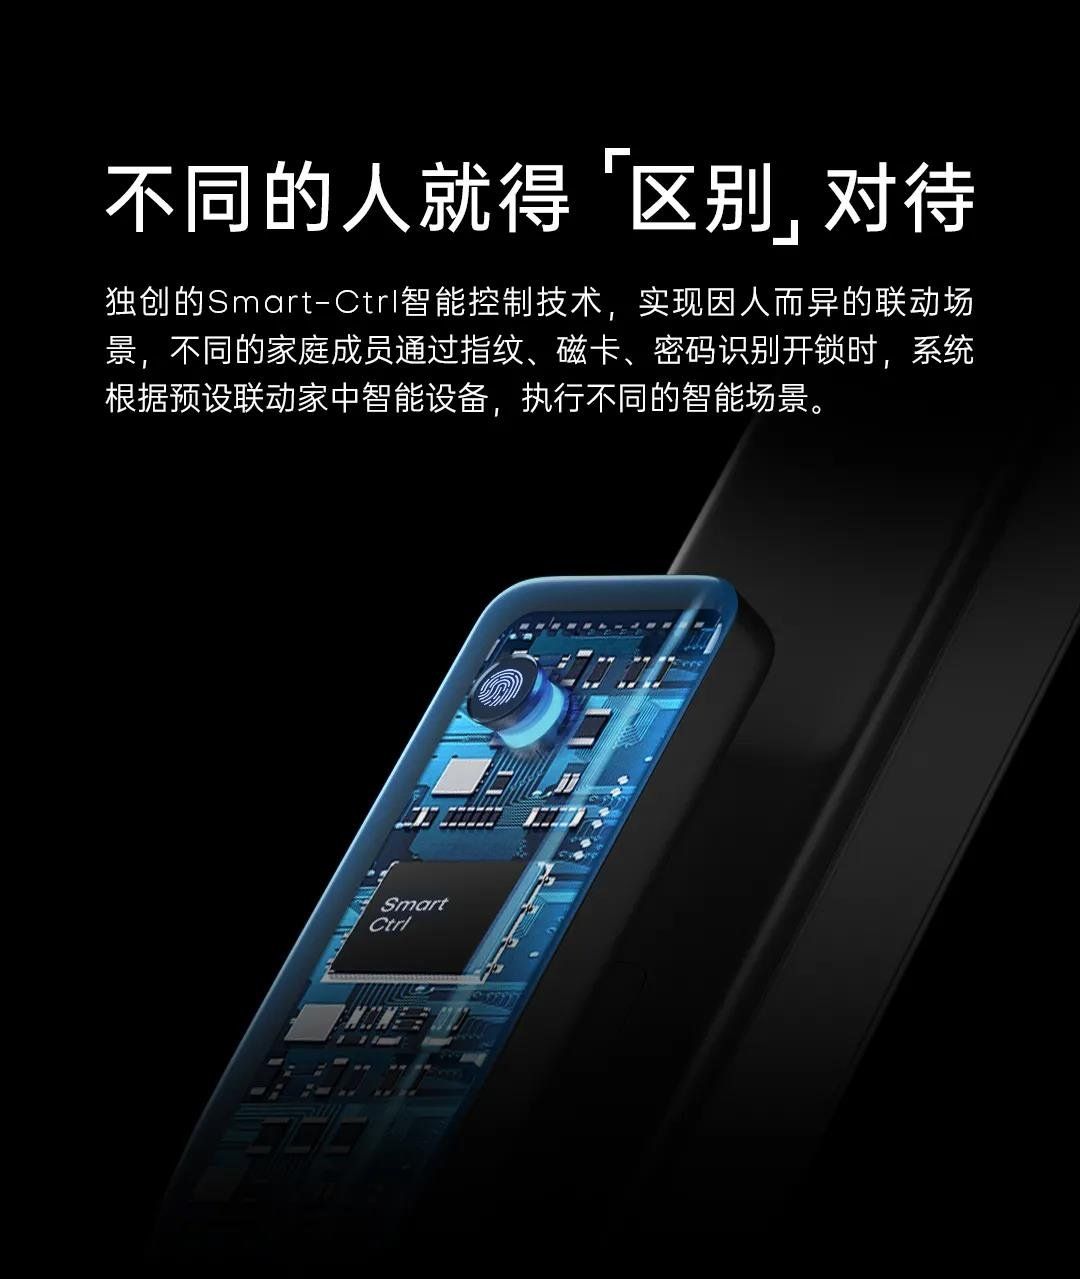 不同的人就得「区别」对待
独创的Smart-Ctrl智能控制技术，实现因人而异的联动场
景，不同的家庭成员通过指纹、磁卡、密码识别开锁时，系统
根据预设联动家中智能设备，执行不同的智能场景。
Smart
Ctrl